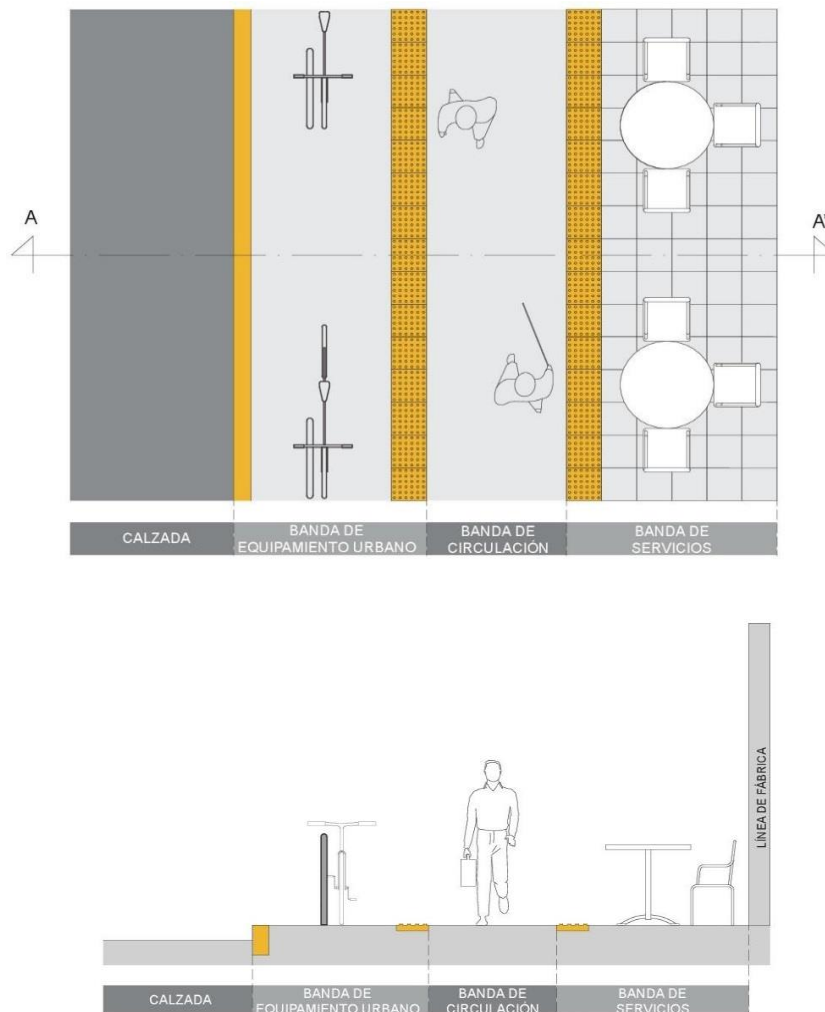 A
A'
CALZADA
BANDA DE
EQUIPAMIENTO URBANO
BANDA DE
CIRCULACIÓN
BANDA DE
SERVICIOS
LÍNEA DE FÁBRICA
CALZADA
BANDA DE
EQUIPAMIENTO URBANO
BANDA DE
CIRCULACIÓN
BANDA DE
SERVICIOS